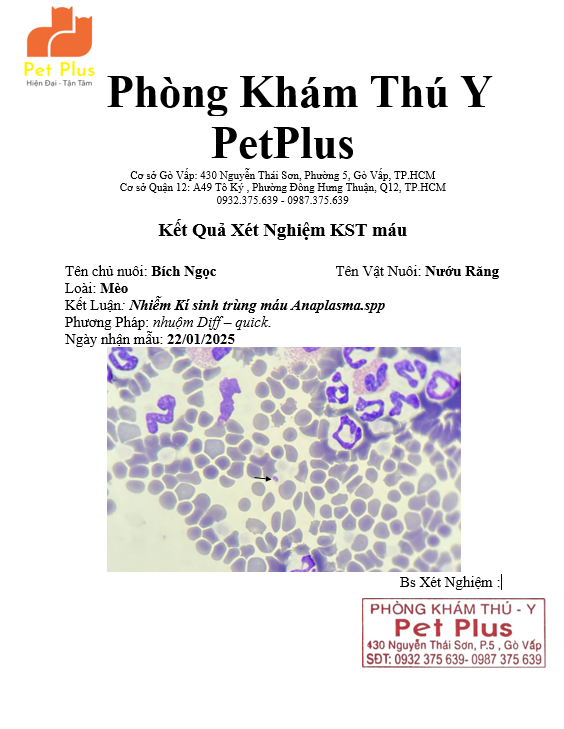 Pet Plus
Hiện Đại - Tận Tâm
Phòng Khám Thú Y
PetPlus
Cơ sở Gò Vấp: 430 Nguyễn Thái Sơn, Phường 5, Gò Vấp, TP.HCM
Cơ sở Quận 12: A49 Tô Ký , Phường Đông Hưng Thuận, Q12, TP.HCM
0932.375.639 - 0987.375.639
Kết Quả Xét Nghiệm KST máu
Tên chủ nuôi: Bích Ngọc Tên Vật Nuôi: Nướu Răng
Loài: Mèo
Kết Luận: Nhiễm Kí sinh trùng máu Anaplasma.spp
Phương Pháp: nhuộm Diff – quick.
Ngày nhận mẫu: 22/01/2025
Bs Xét Nghiệm :
PHÒNG KHÁM THÚ - Y
Pet Plus
430 Nguyễn Thái Sơn, P.5 , Gò Vấp
SĐT: 0932 375 639- 0987 375 639